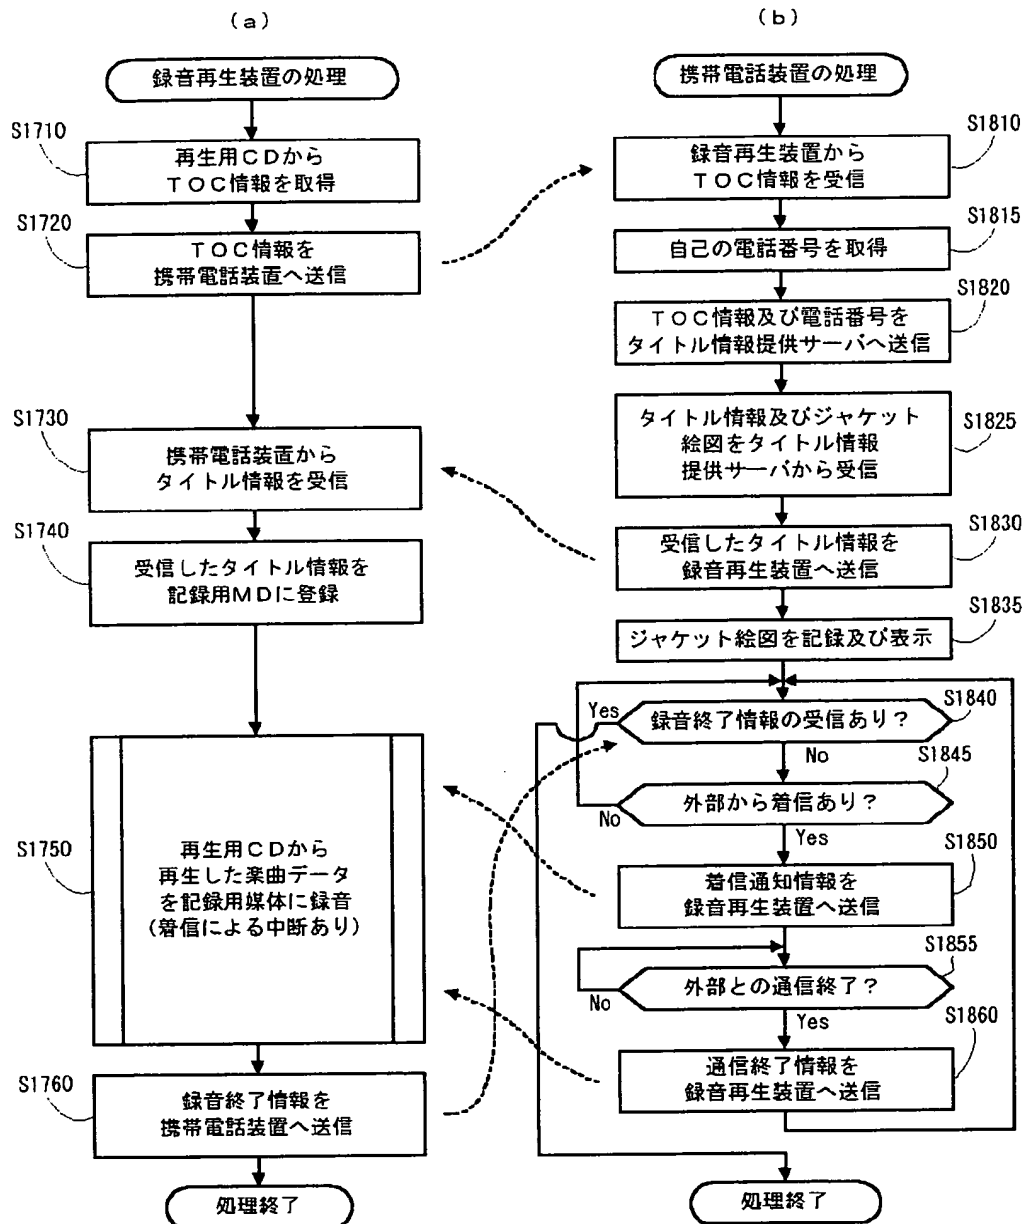 (a)
録音再生装置の処理
S1710
再生用CDから
TOC情報を取得
S1720
TOC情報を
携帯電話装置へ送信
S1730
携帯電話装置から
タイトル情報を受信
S1740
受信したタイトル情報を
記録用MDに登録
S1750
再生用CDから
再生した楽曲データ
を記録用媒体に録音
(着信による中断あり)
S1760
録音終了情報を
携帯電話装置へ送信
処理終了
(b)
携帯電話装置の処理
S1810
録音再生装置から
TOC情報を受信
S1815
自己の電話番号を取得
S1820
TOC情報及び電話番号を
タイトル情報提供サーバへ送信
S1825
タイトル情報及びジャケット
絵図をタイトル情報
提供サーバから受信
S1830
受信したタイトル情報を
録音再生装置へ送信
S1835
ジャケット絵図を記録及び表示
S1840
Yes
録音終了情報の受信あり?
No
S1845
外部から着信あり?
No
Yes
S1850
着信通知情報を
録音再生装置へ送信
S1855
外部との通信終了?
No
Yes
S1860
通信終了情報を
録音再生装置へ送信
処理終了